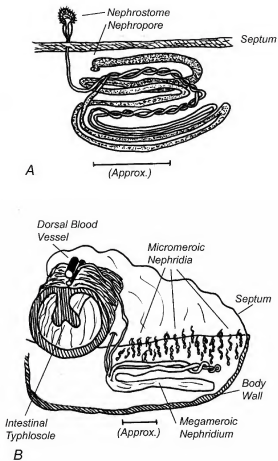 Nephrostome
Nephropore
Septum
(Approx.)
A
Dorsal Blood
Vessel
Micromeroic
Nephridia
Septum
Body
Wall
Intestinal
Typhlosole
(Approx.)
Megameroic
Nephridium
B